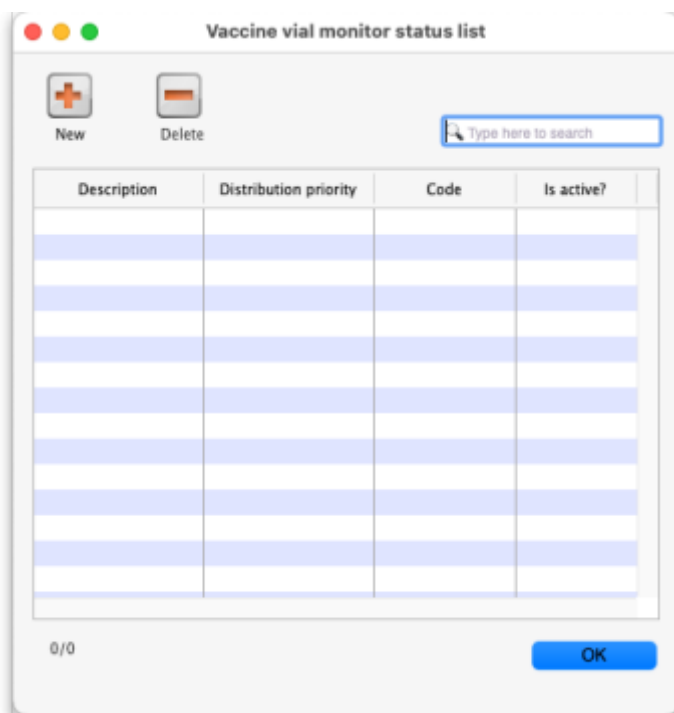 Vaccine vial monitor status list
New Delete
Type here to search
Description Distribution priority Code Is active?
0/0
OK